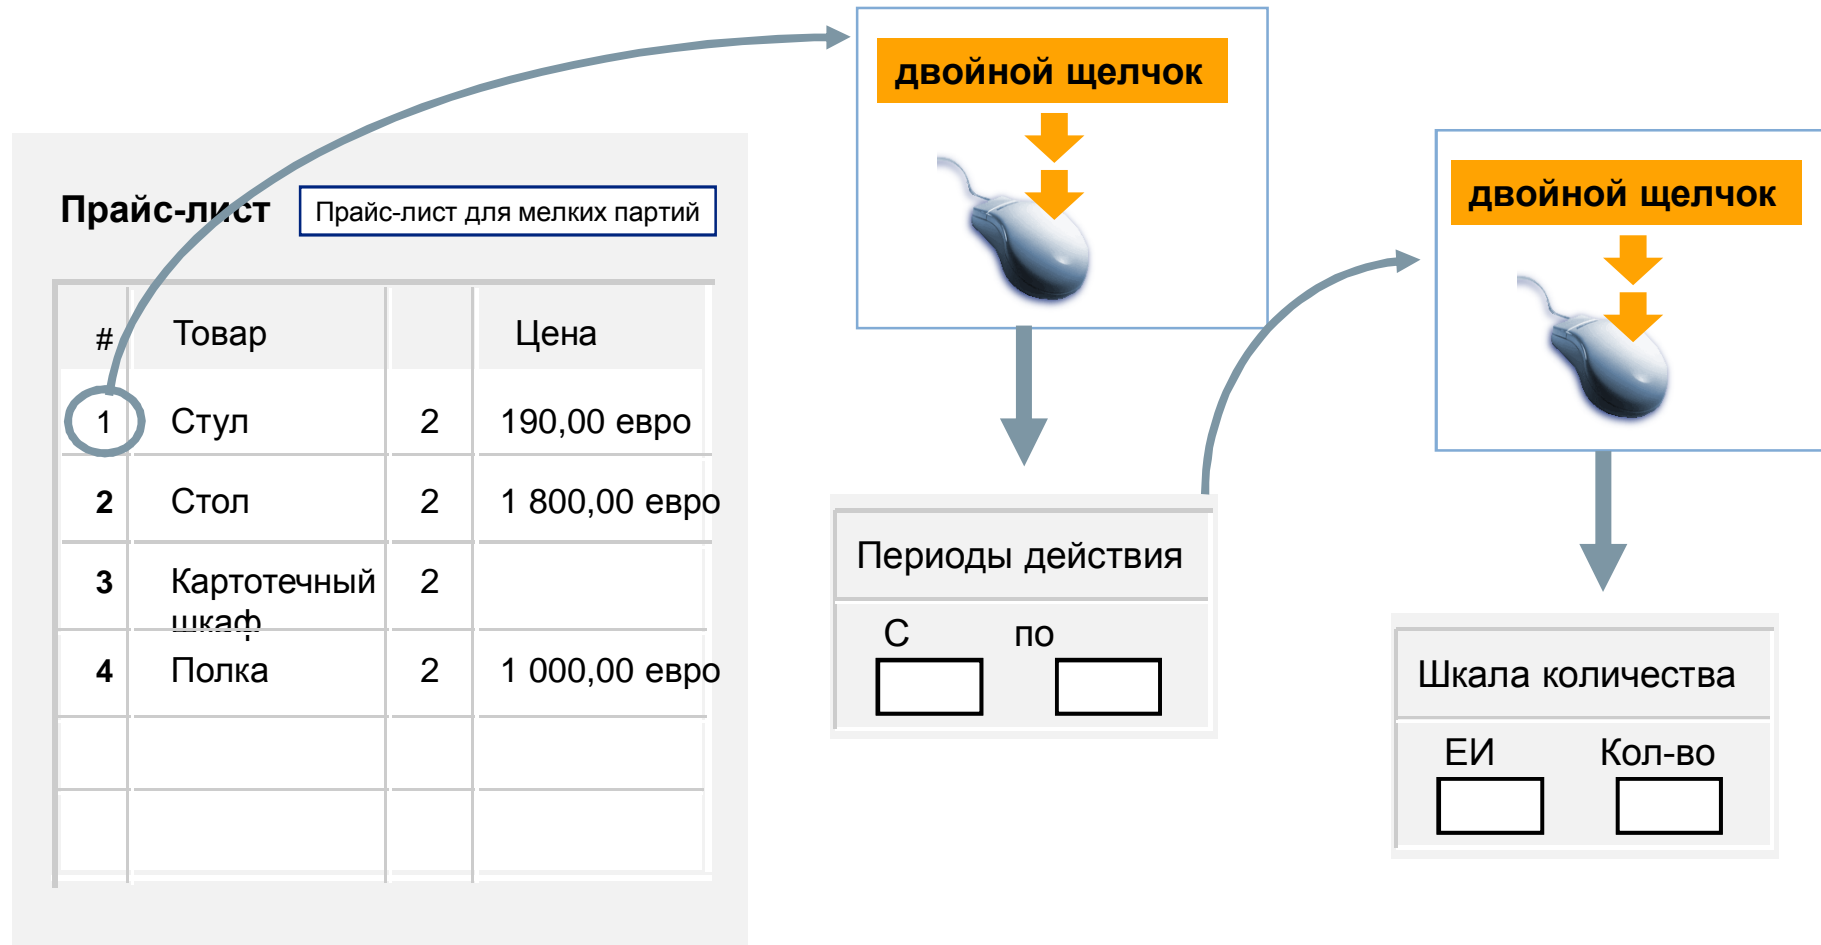 двойной щелчок
двойной щелчок
Прайс-лист
Прайс-лист для мелких партий
# Товар Цена
1 Стул 2 190,00 евро
2 Стол 2 1 800,00 евро
3 Картотечный 2
шкаф
4 Полка 2 1 000,00 евро
Периоды действия
С по
Шкала количества
ЕИ Кол-во